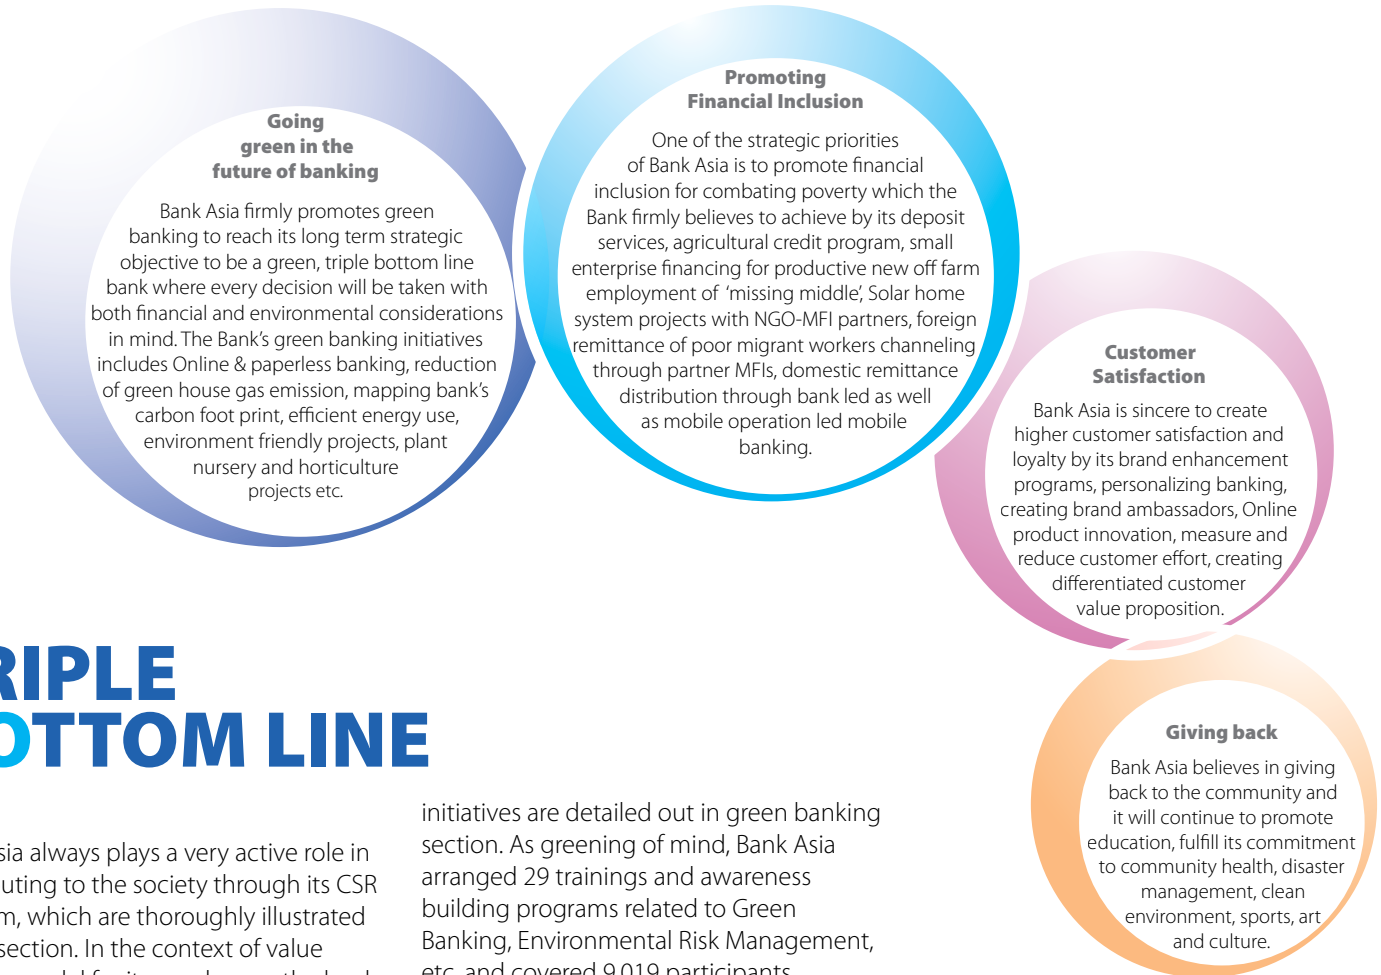 Going
green in the
future of banking
Bank Asia firmly promotes green
banking to reach its long term strategic
objective to be a green, triple bottom line
bank where every decision will be taken with
both financial and environmental considerations
in mind. The Bank's green banking initiatives
includes Online & paperless banking, reduction
of green house gas emission, mapping bank's
carbon foot print, efficient energy use,
environment friendly projects, plant
nursery and horticulture
projects etc.
Promoting
Financial Inclusion
One of the strategic priorities
of Bank Asia is to promote financial
inclusion for combating poverty which the
Bank firmly believes to achieve by its deposit
services, agricultural credit program, small
enterprise financing for productive new off farm
employment of 'missing middle', Solar home
system projects with NGO-MFI partners, foreign
remittance of poor migrant workers channeling
through partner MFIs, domestic remittance
distribution through bank led as well
as mobile operation led mobile
banking.
Customer
Satisfaction
Bank Asia is sincere to create
higher customer satisfaction and
loyalty by its brand enhancement
programs, personalizing banking,
creating brand ambassadors, Online
product innovation, measure and
reduce customer effort, creating
differentiated customer
value proposition.
Giving back
Bank Asia believes in giving
back to the community and
it will continue to promote
education, fulfill its commitment
to community health, disaster
management, clean
environment, sports, art
and culture.
RIPLE
OTTOM LINE
sia always plays a very active role in
uting to the society through its CSR
m, which are thoroughly illustrated
section. In the context of value
initiatives are detailed out in green banking
section. As greening of mind, Bank Asia
arranged 29 trainings and awareness
building programs related to Green
Banking, Environmental Risk Management,
etc. and covered 9,019 participants